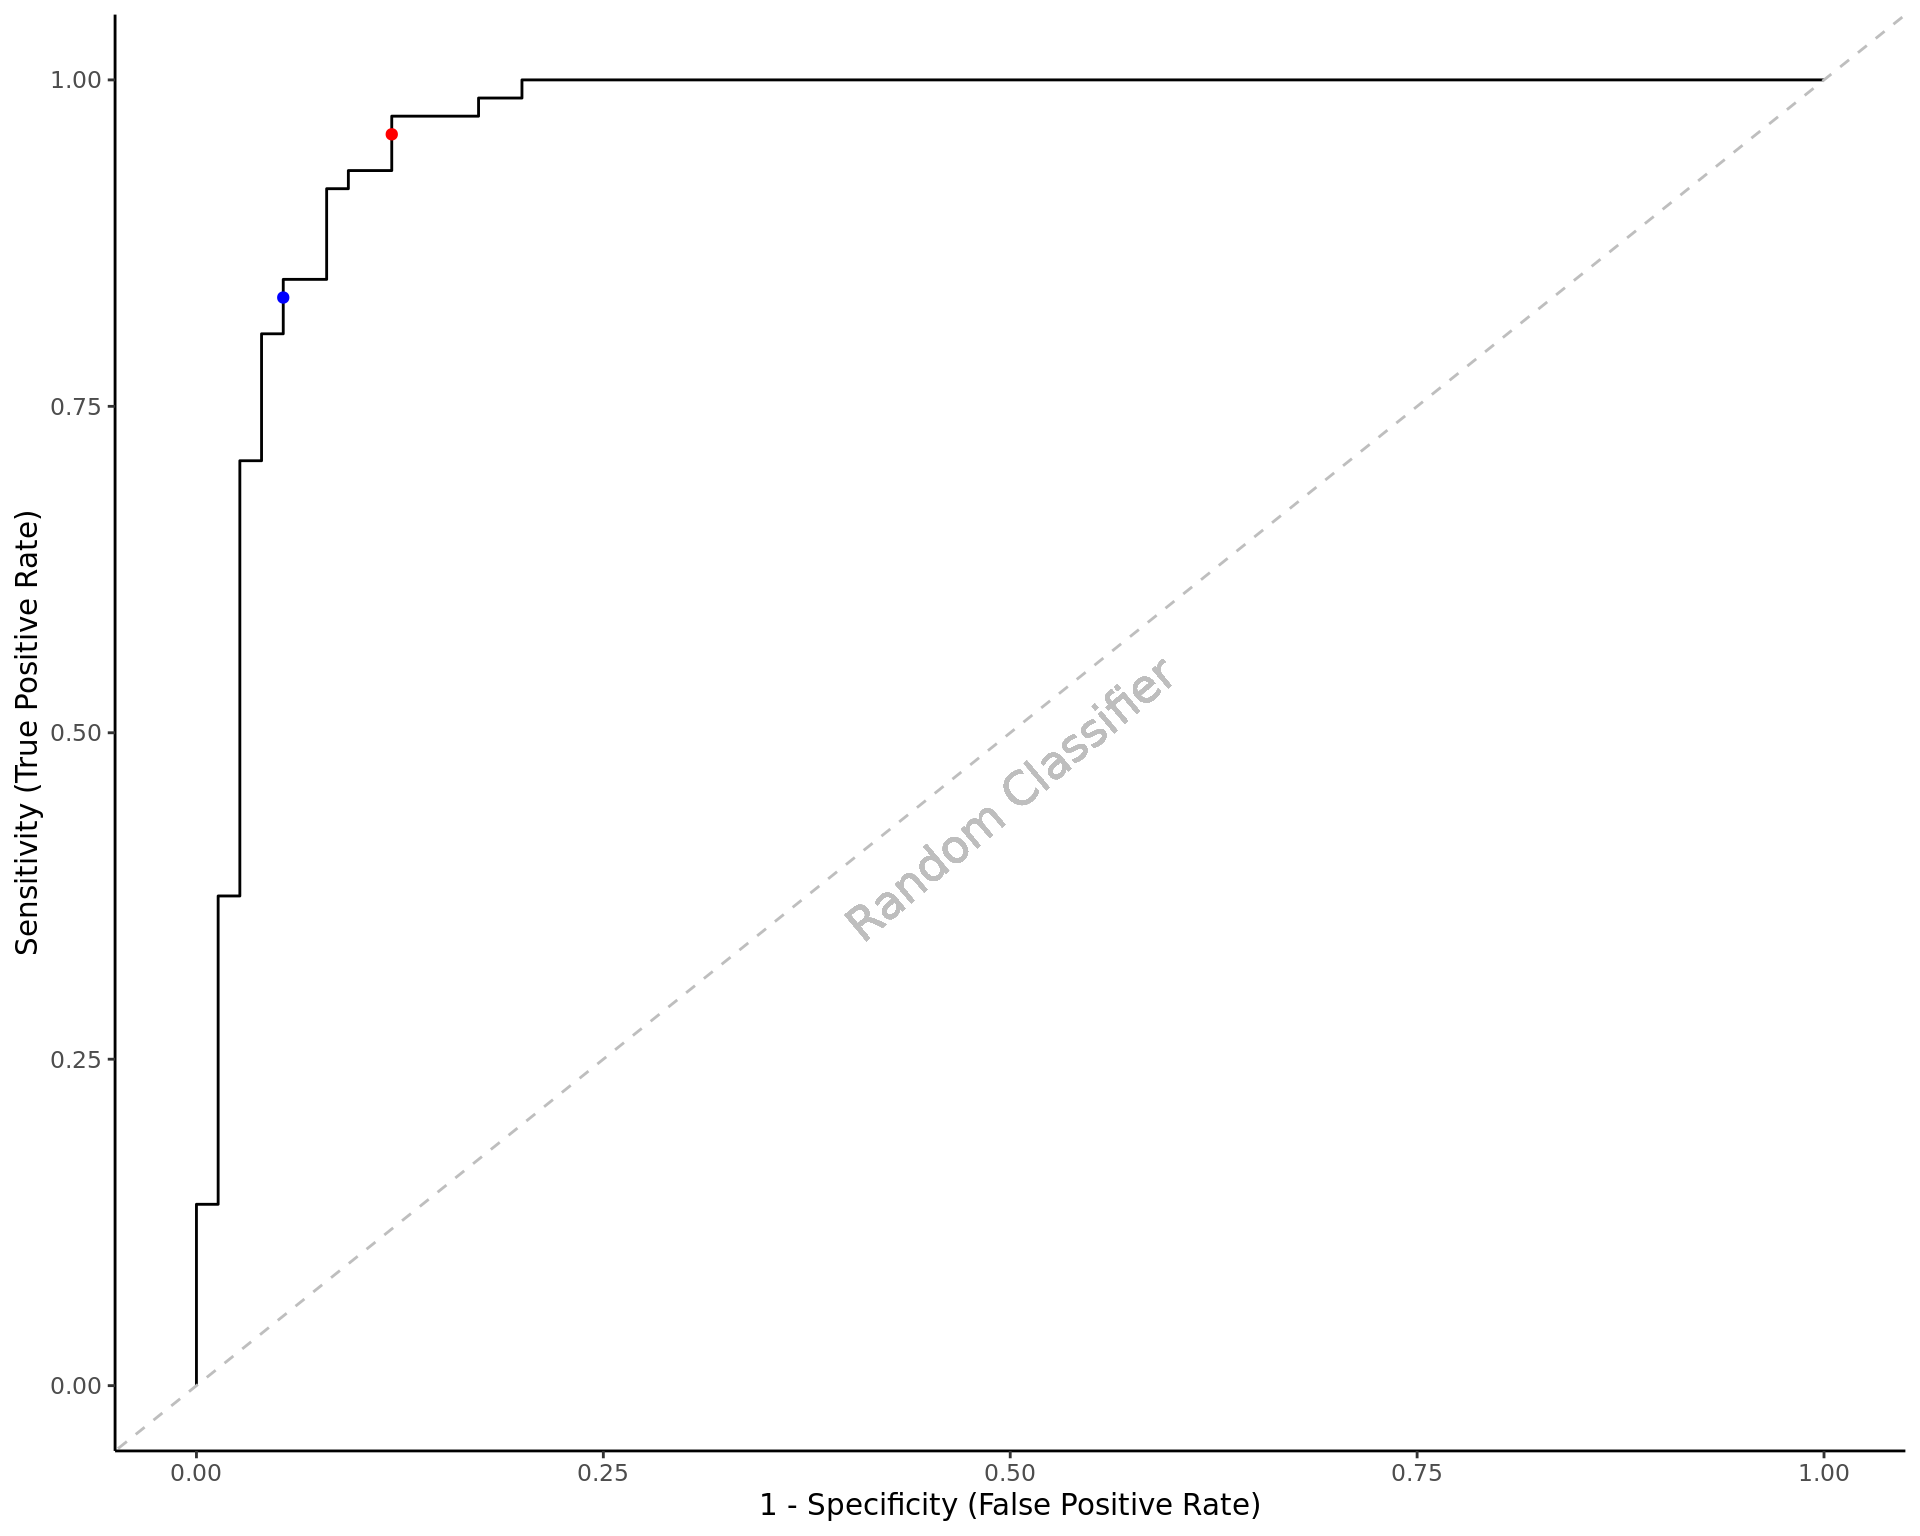 1.00
0.75
0.50
0.25
0.00
Sensitivity (True Positive Rate)
Random Classifier
0.00 0.25 0.50 0.75 1.00
1 - Specificity (False Positive Rate)